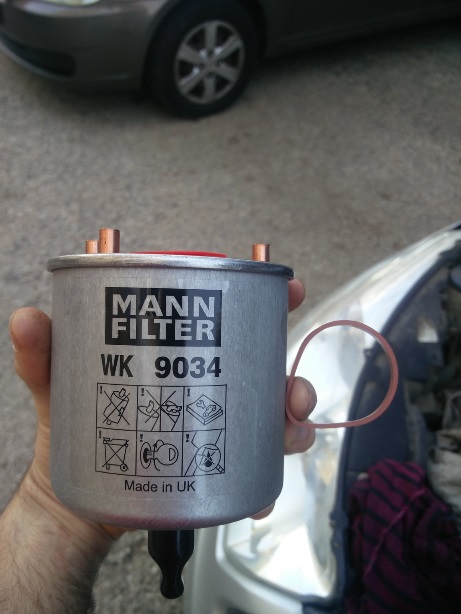 MANN
FILTER
WK 9034
! ! !
! ! !
Made in UK